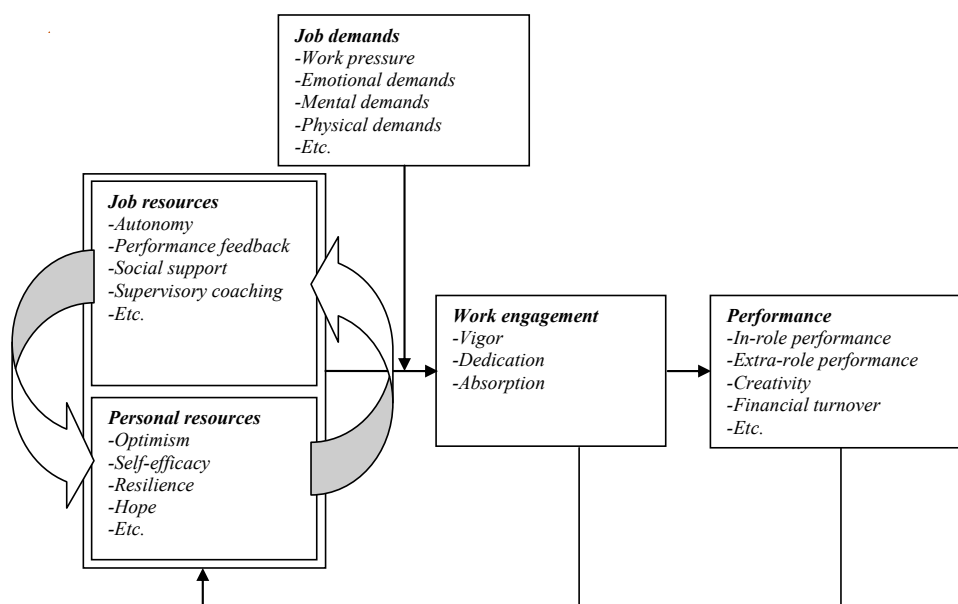 Job demands
-Work pressure
-Emotional demands
-Mental demands
-Physical demands
-Etc.
Job resources
-Autonomy
-Performance feedback
-Social support
-Supervisory coaching
-Etc.
Personal resources
-Optimism
-Self-efficacy
-Resilience
-Hope
-Etc.
Work engagement
-Vigor
-Dedication
-Absorption
Performance
-In-role performance
-Extra-role performance
-Creativity
-Financial turnover
-Etc.